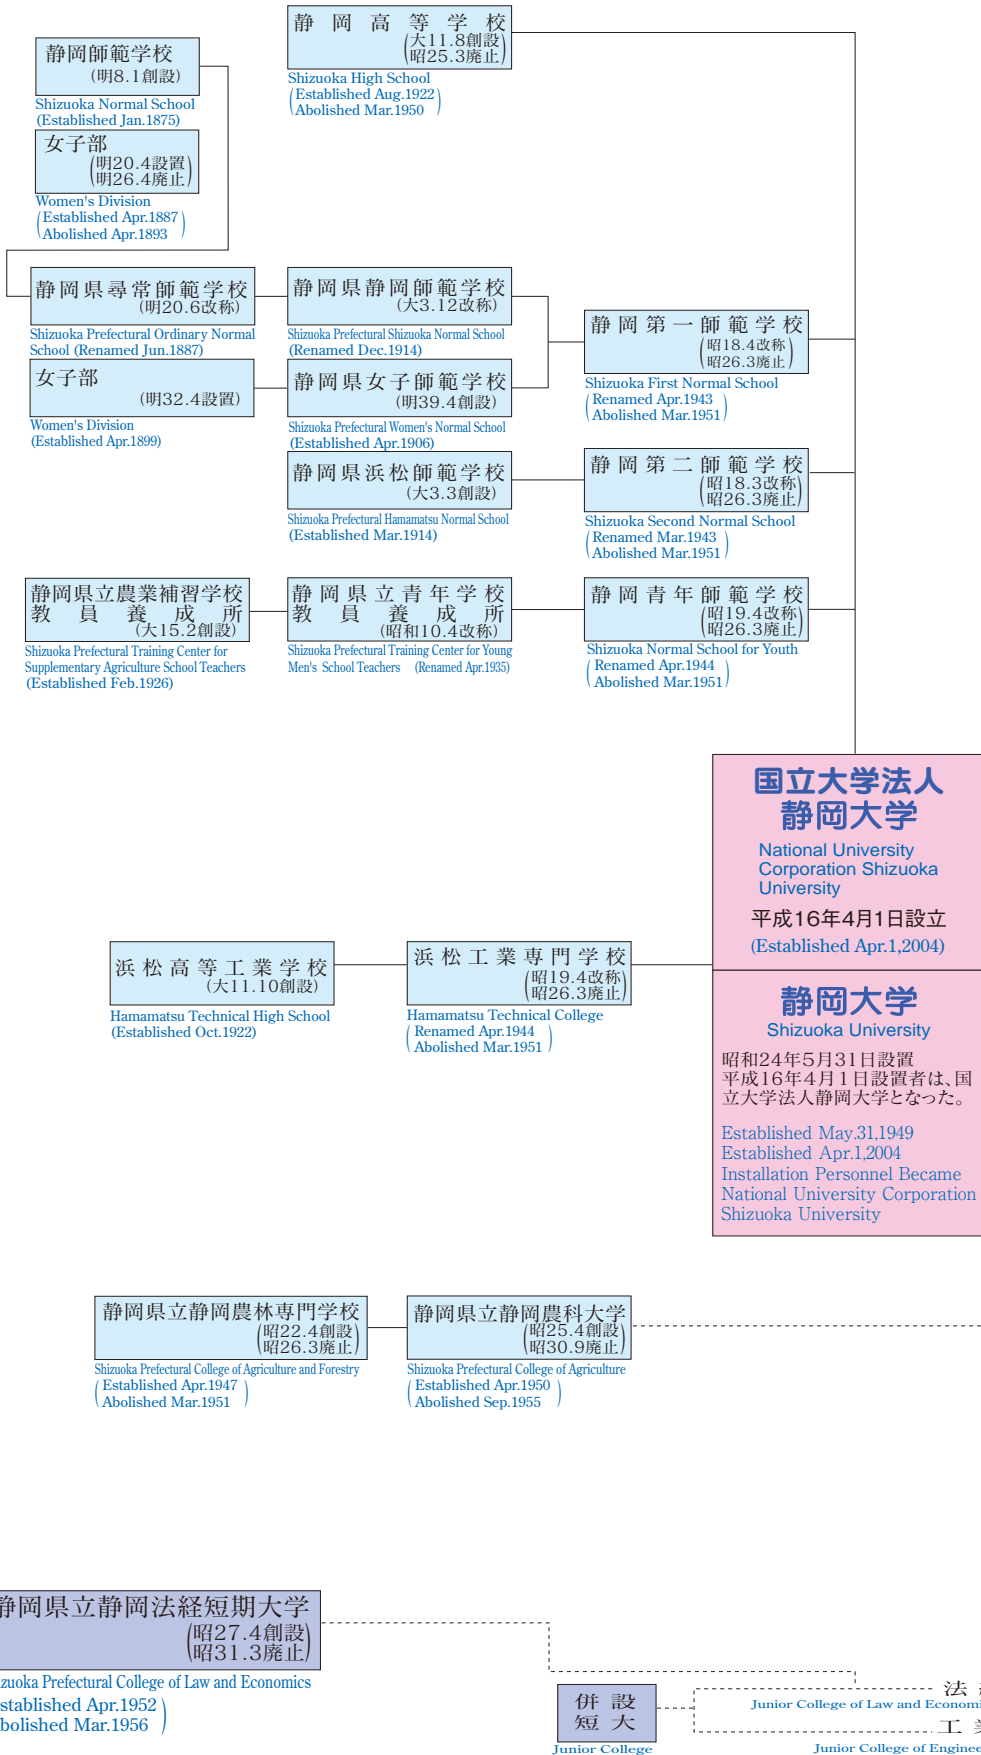 静岡高等学校
(大11.8創設
昭25.3廃止)
Shizuoka High School
(Established Aug.1922
Abolished Mar.1950)
静岡師範学校
(明8.1創設)
Shizuoka Normal School
(Established Jan.1875)
女子部
(明20.4設置
明26.4廃止)
Women's Division
(Established Apr.1887
Abolished Apr.1893)
静岡県尋常師範学校
(明20.6改称)
Shizuoka Prefectural Ordinary Normal
School (Renamed Jun.1887)
静岡県静岡師範学校
(大3.12改称)
Shizuoka Prefectural Shizuoka Normal School
(Renamed Dec.1914)
静岡第一師範学校
(昭18.4改称
昭26.3廃止)
Shizuoka First Normal School
(Renamed Apr.1943
Abolished Mar.1951)
女子部
(明32.4設置)
Women's Division
(Established Apr.1899)
静岡県女子師範学校
(明39.4創設)
Shizuoka Prefectural Women's Normal School
(Established Apr.1906)
静岡県浜松師範学校
(大3.3創設)
Shizuoka Prefectural Hamamatsu Normal School
(Established Mar.1914)
静岡第二師範学校
(昭18.3改称
昭26.3廃止)
Shizuoka Second Normal School
(Renamed Mar.1943
Abolished Mar.1951)
静岡県立農業補習学校
教員養成所
(大15.2創設)
Shizuoka Prefectural Training Center for
Supplementary Agriculture School Teachers
(Established Feb.1926)
静岡県立青年学校
教員養成所
(昭和10.4改称)
Shizuoka Prefectural Training Center for Young
Men's School Teachers (Renamed Apr.1935)
静岡青年師範学校
(昭19.4改称
昭26.3廃止)
Shizuoka Normal School for Youth
(Renamed Apr.1944
Abolished Mar.1951)
国立大学法人
静岡大学
National University
Corporation Shizuoka
University
平成16年4月1日設立
(Established Apr.1,2004)
浜松高等工業学校
(大11.10創設)
Hamamatsu Technical High School
(Established Oct.1922)
浜松工業専門学校
(昭19.4改称
昭26.3廃止)
Hamamatsu Technical College
(Renamed Apr.1944
Abolished Mar.1951)
静岡大学
Shizuoka University
昭和24年5月31日設置
平成16年4月1日設置者は、国
立大学法人静岡大学となった。
Established May.31,1949
Established Apr.1,2004
Installation Personnel Became
National University Corporation
Shizuoka University
静岡県立静岡農林専門学校
(昭22.4創設
昭26.3廃止)
Shizuoka Prefectural College of Agriculture and Forestry
(Established Apr.1947
Abolished Mar.1951)
静岡県立静岡農科大学
(昭25.4創設
昭30.9廃止)
Shizuoka Prefectural College of Agriculture
(Established Apr.1950
Abolished Sep.1955)
静岡県立静岡法経短期大学
(昭27.4創設
昭31.3廃止)
zuoka Prefectural College of Law and Economics
stablished Apr.1952
bolished Mar.1956)
併設
短大
Junior College
法
Junior College of Law and Economi
工業
Junior College of Enginee